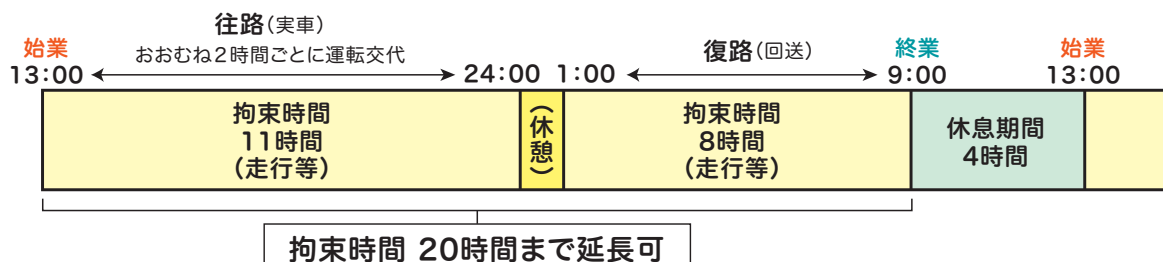 往路(実車)
復路(回送)
始業
おおむね2時間ごとに運転交代
終業
始業
13:00
24:00
1:00
9:00
13:00
拘束時間
11時間
(走行等)
(休憩)
拘束時間
8時間
(走行等)
休息期間
4時間
拘束時間 20時間まで延長可